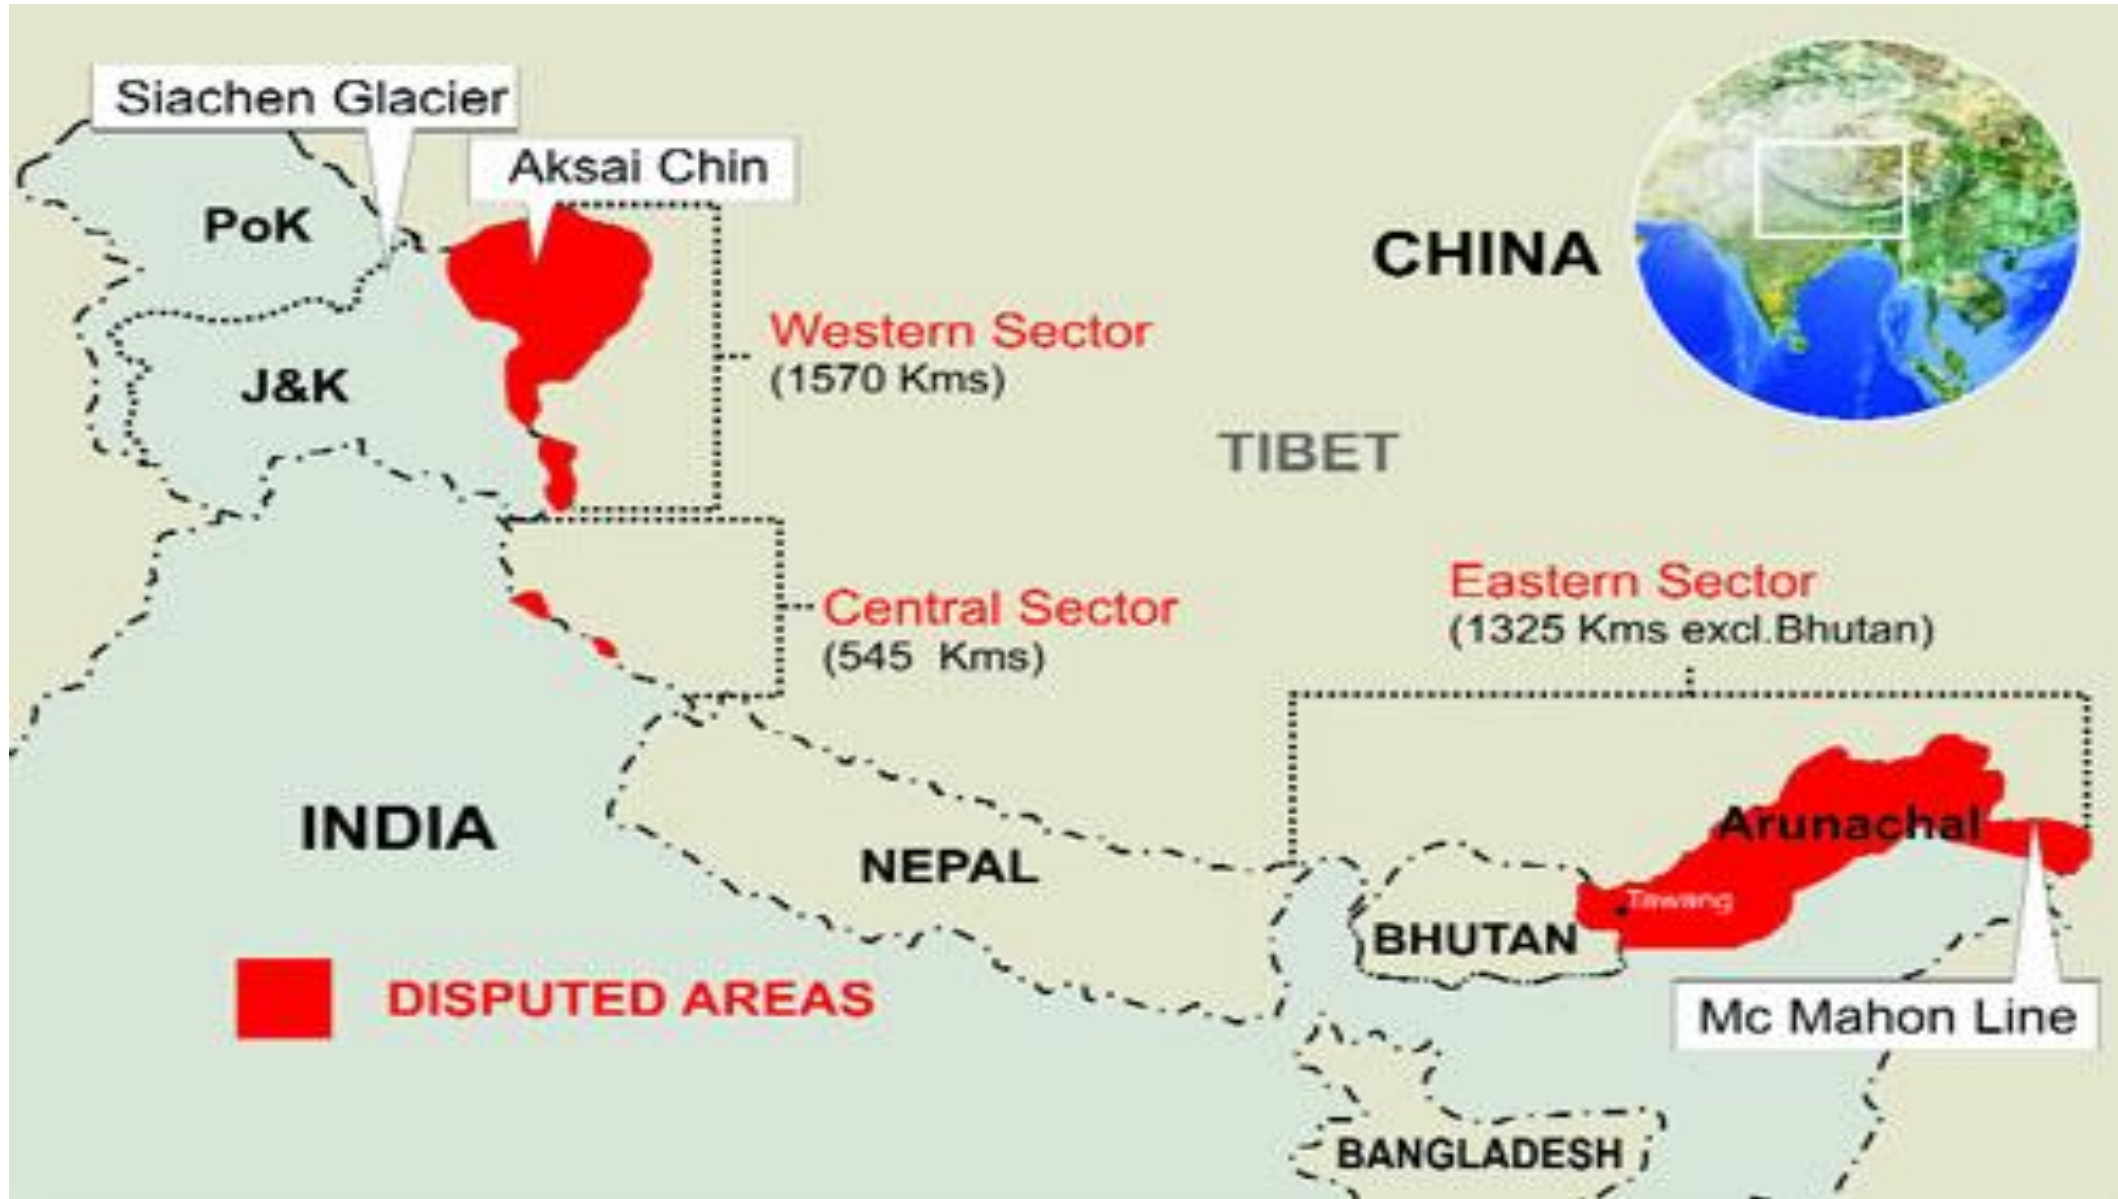 Siachen Glacier
Aksai Chin
PoK
CHINA
Western Sector
(1570 Kms)
J&K
TIBET
Eastern Sector
(1325 Kms excl.Bhutan)
Central Sector
(545 Kms)
INDIA
NEPAL
Arunachal
Tawang
BHUTAN
DISPUTED AREAS
Mc Mahon Line
BANGLADESH